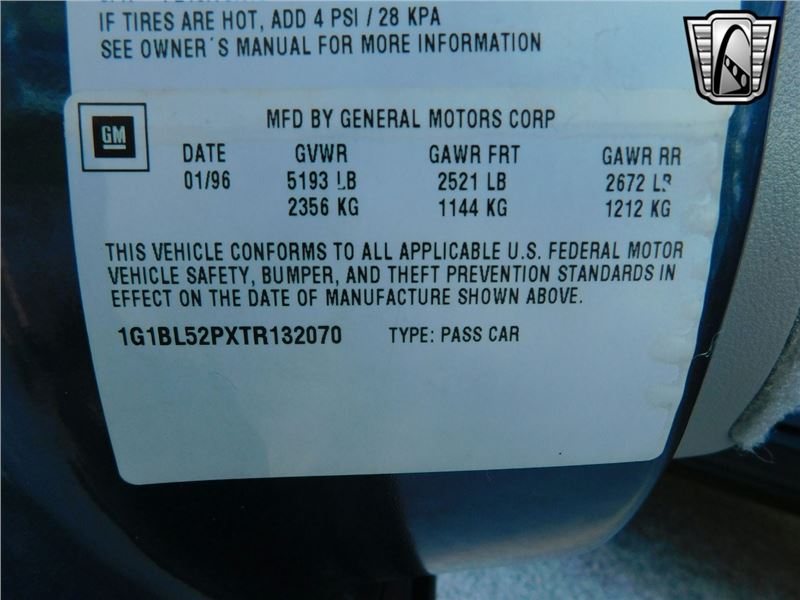 IF TIRES ARE HOT, ADD 4 PSI / 28 KPA
SEE OWNER´S MANUAL FOR MORE INFORMATION
GM
MFD BY GENERAL MOTORS CORP
DATE GVWR GAWR FRT GAWR RR
01/96 5193 LB 2521 LB 2672 LB
2356 KG 1144 KG 1212 KG
THIS VEHICLE CONFORMS TO ALL APPLICABLE U.S. FEDERAL MOTOR
VEHICLE SAFETY, BUMPER, AND THEFT PREVENTION STANDARDS IN
EFFECT ON THE DATE OF MANUFACTURE SHOWN ABOVE.
1G1BL52PXTR132070 TYPE: PASS CAR